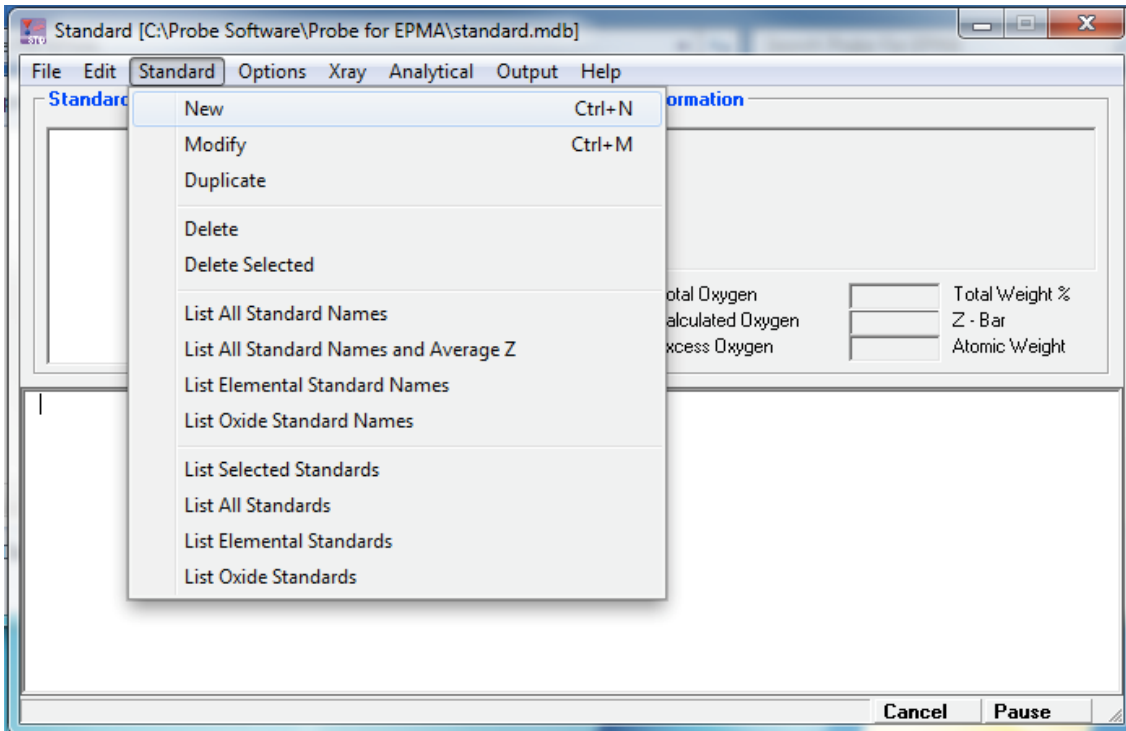 Standard [C:\Probe Software\Probe for EPMA\standard.mdb]
File Edit Standard Options Xray Analytical Output Help
Standard ormation
New Ctrl+N
Modify Ctrl+M
Duplicate
Delete
Delete Selected
List All Standard Names
List All Standard Names and Average Z
List Elemental Standard Names
List Oxide Standard Names
List Selected Standards
List All Standards
List Elemental Standards
List Oxide Standards
otal Oxygen Total Weight %
alculated Oxygen Z - Bar
xcess Oxygen Atomic Weight
Cancel Pause